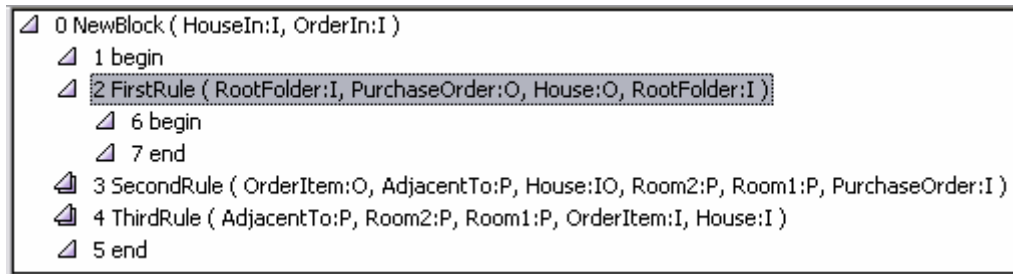 0 NewBlock ( HouseIn:I, OrderIn:I )
1 begin
2 FirstRule ( RootFolder:I, PurchaseOrder:O, House:O, RootFolder:I )
6 begin
7 end
3 SecondRule ( OrderItem:O, AdjacentTo:P, House:IO, Room2:P, Room1:P, PurchaseOrder:I )
4 ThirdRule ( AdjacentTo:P, Room2:P, Room1:P, OrderItem:I, House:I )
5 end